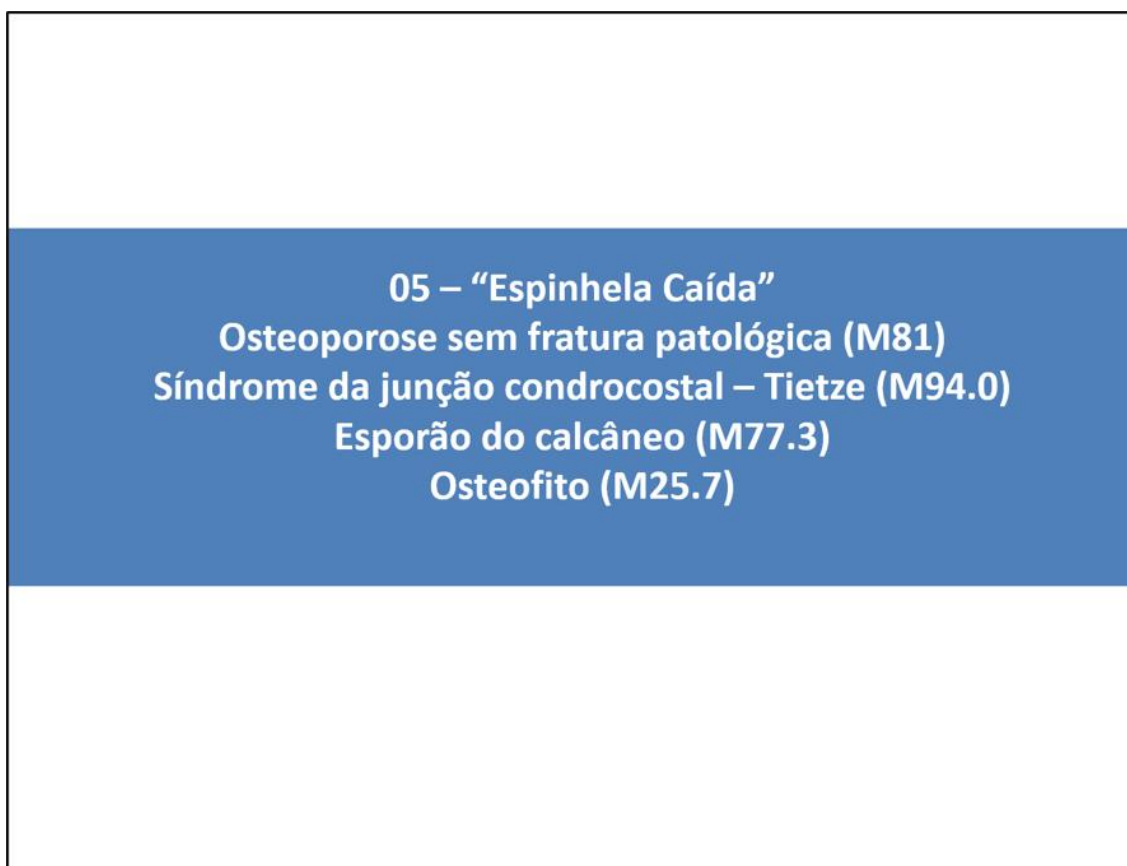 05 – “Espinhela Caída”
Osteoporose sem fratura patológica (M81)
Síndrome da junção condrocostal – Tietze (M94.0)
Esporão do calcâneo (M77.3)
Osteofito (M25.7)